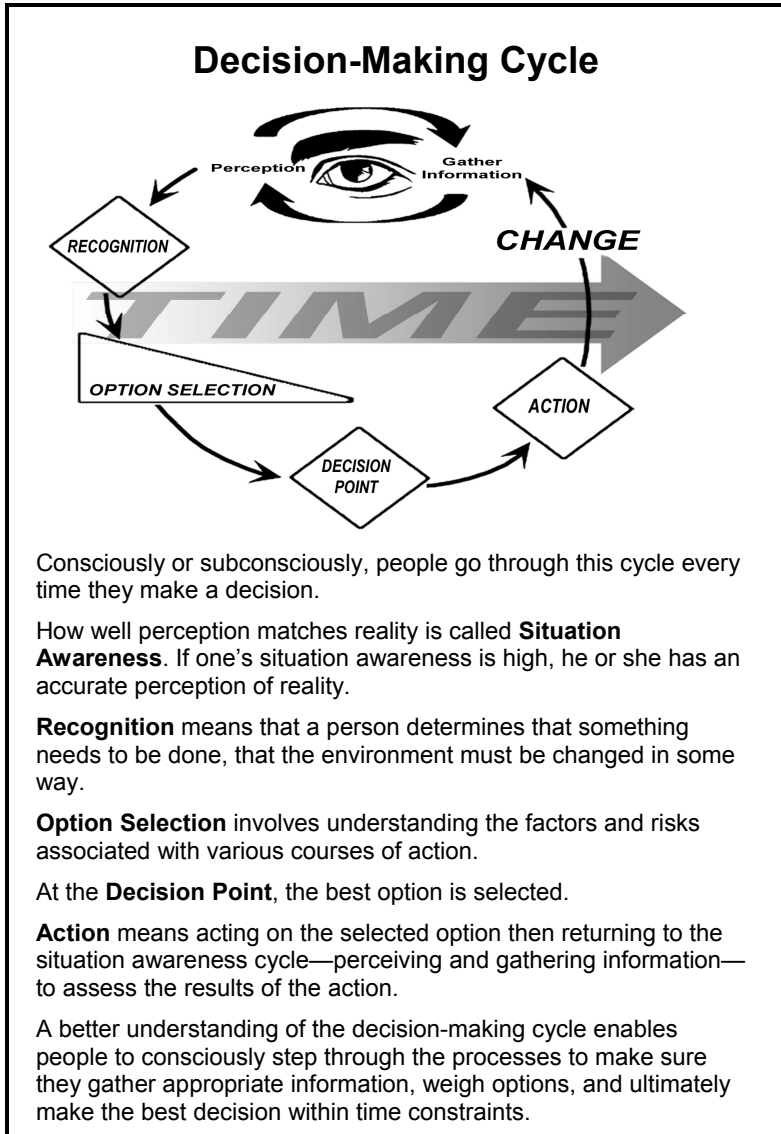 Decision-Making Cycle
Perception
Gather
Information
RECOGNITION
CHANGE
TIME
OPTION SELECTION
ACTION
DECISION
POINT
Consciously or subconsciously, people go through this cycle every
time they make a decision.
How well perception matches reality is called Situation
Awareness. If one’s situation awareness is high, he or she has an
accurate perception of reality.
Recognition means that a person determines that something
needs to be done, that the environment must be changed in some
way.
Option Selection involves understanding the factors and risks
associated with various courses of action.
At the Decision Point, the best option is selected.
Action means acting on the selected option then returning to the
situation awareness cycle—perceiving and gathering information—
to assess the results of the action.
A better understanding of the decision-making cycle enables
people to consciously step through the processes to make sure
they gather appropriate information, weigh options, and ultimately
make the best decision within time constraints.